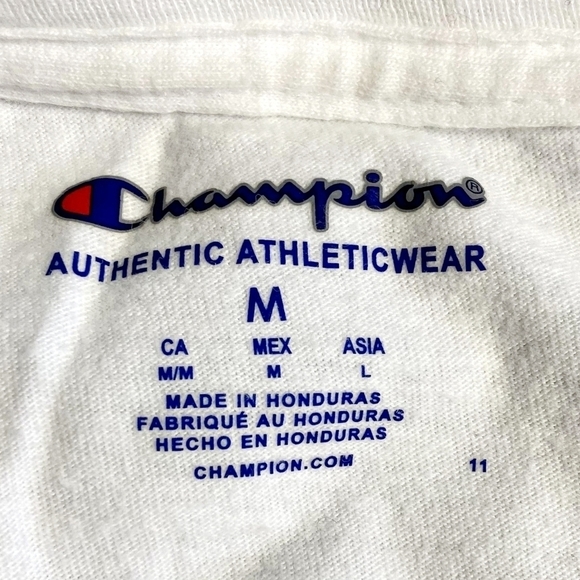 Champion®
AUTHENTIC ATHLETICWEAR
M
CA MEX ASIA
M/M M L
MADE IN HONDURAS
FABRIQUÉ AU HONDURAS
HECHO EN HONDURAS
CHAMPION.COM 11